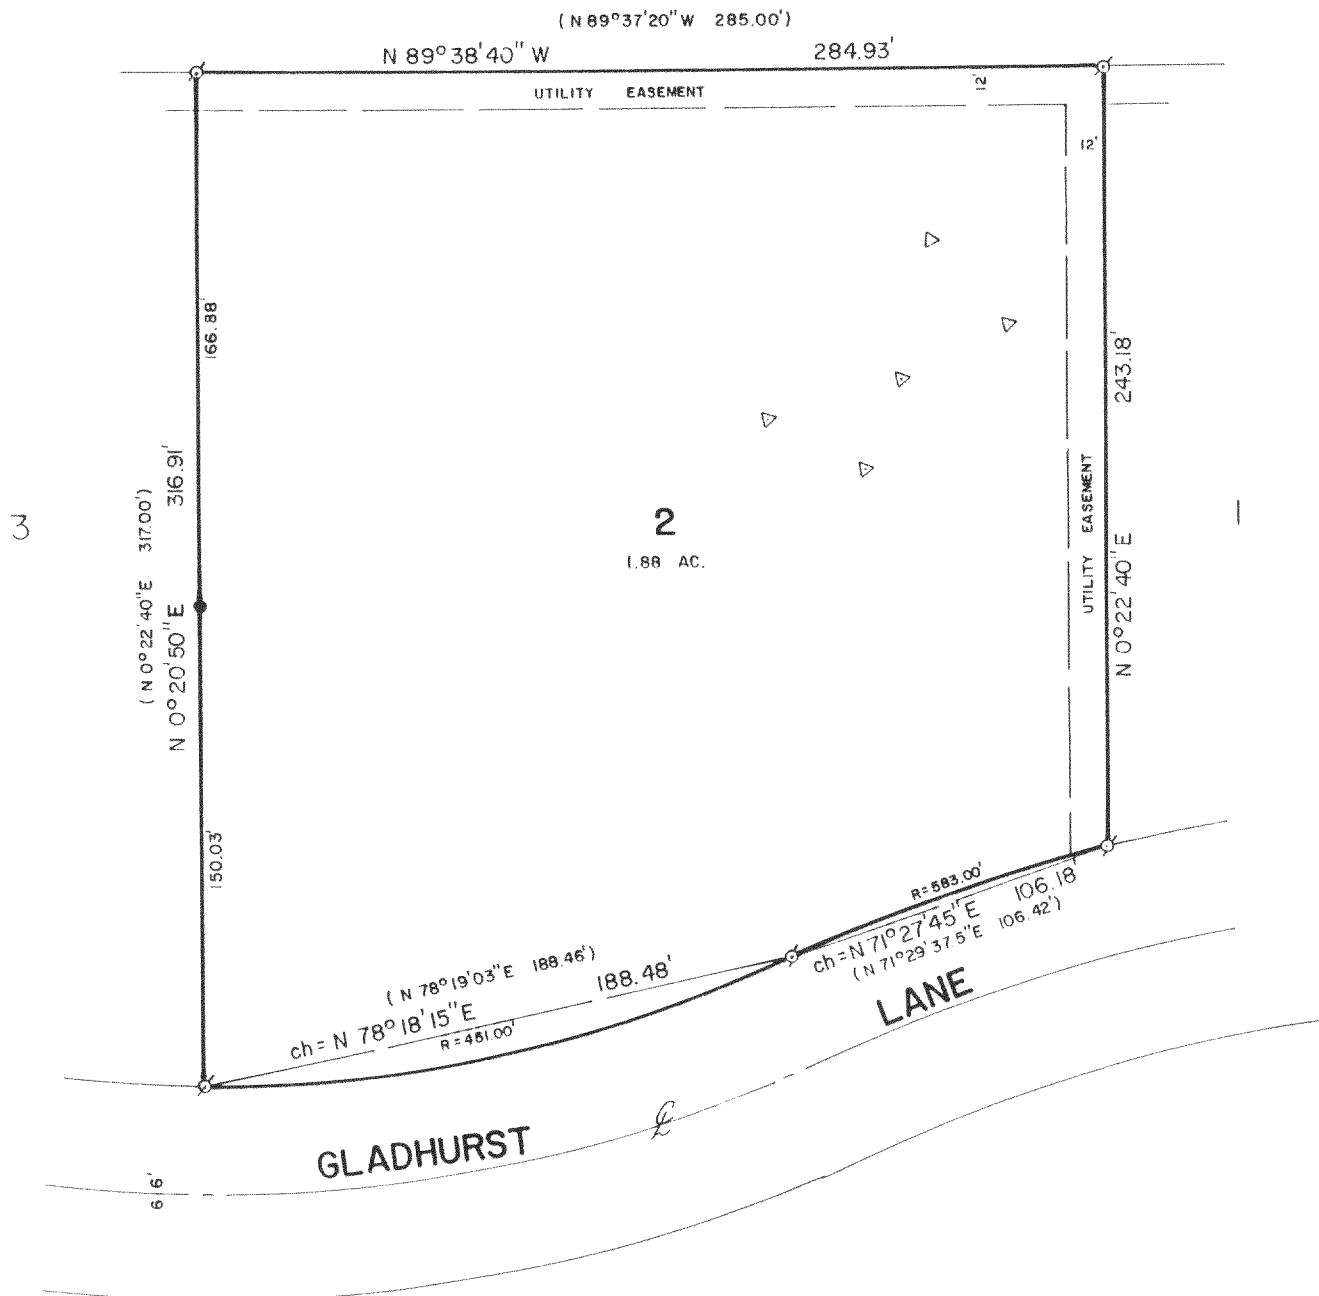 ( N 89°37'20" W 285.00')
N 89°38'40" W 284.93'
UTILITY EASEMENT
12'
12'
166.88'
243.18'
316.91'
( N 0°22'40"E 317.00')
N 0°20'50"E
UTILITY EASEMENT
N 0°22'40"E
3
2
1
1.88 AC.
150.03'
R=583.00'
106.18'
ch= N 71°27'45"E
( N 71°29'37.5"E 106.42')
( N 78°19'03"E 188.46')
188.48'
ch= N 78°18'15"E
R=461.00'
LANE
℄
GLADHURST
66'